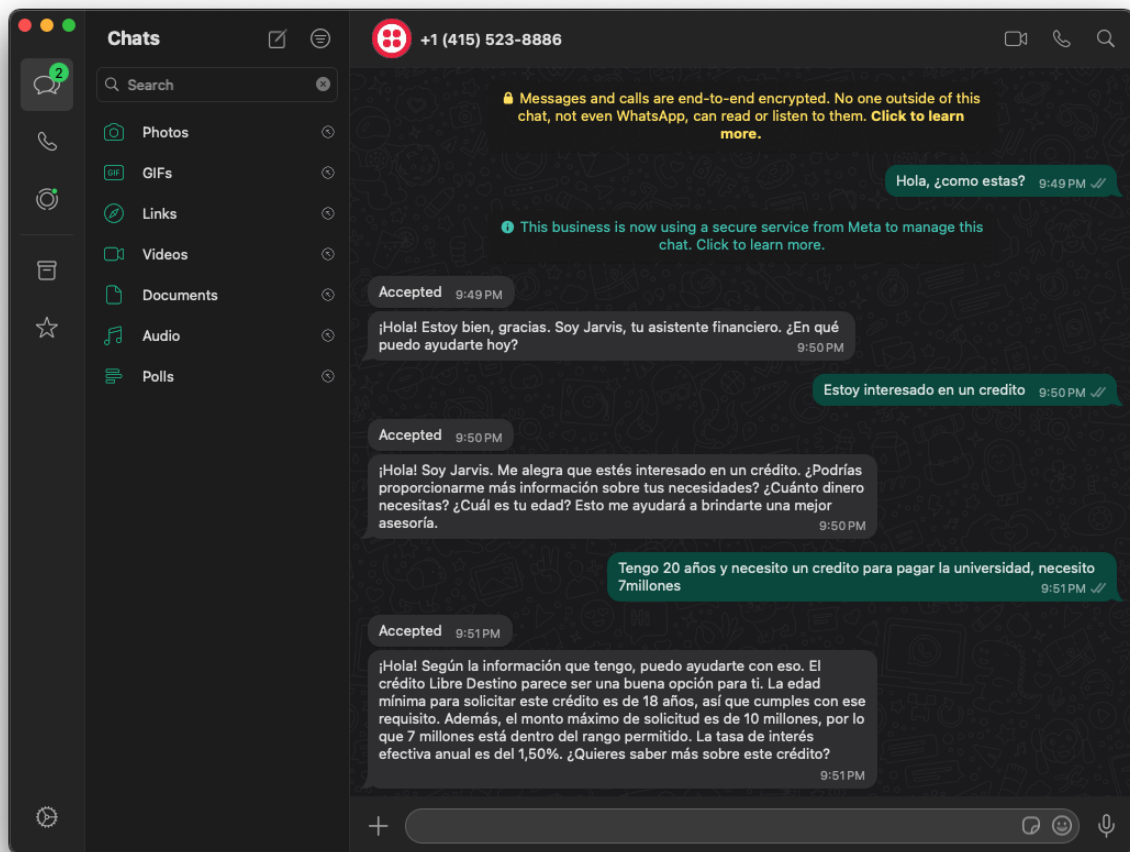 Chats
+1 (415) 523-8886
2
Search
Photos
GIF
GIFs
Links
Videos
Documents
Audio
Polls
Messages and calls are end-to-end encrypted. No one outside of this
chat, not even WhatsApp, can read or listen to them. Click to learn
more.
Hola, ¿como estas? 9:49 PM
This business is now using a secure service from Meta to manage this
chat. Click to learn more.
Accepted 9:49 PM
¡Hola! Estoy bien, gracias. Soy Jarvis, tu asistente financiero. ¿En qué
puedo ayudarte hoy?
9:50 PM
Estoy interesado en un credito 9:50 PM
Accepted 9:50 PM
¡Hola! Soy Jarvis. Me alegra que estés interesado en un crédito. ¿Podrías
proporcionarme más información sobre tus necesidades? ¿Cuánto dinero
necesitas? ¿Cuál es tu edad? Esto me ayudará a brindarte una mejor
asesoría.
9:50 PM
Tengo 20 años y necesito un credito para pagar la universidad, necesito
7millones
9:51 PM
Accepted 9:51 PM
¡Hola! Según la información que tengo, puedo ayudarte con eso. El
crédito Libre Destino parece ser una buena opción para ti. La edad
mínima para solicitar este crédito es de 18 años, así que cumples con ese
requisito. Además, el monto máximo de solicitud es de 10 millones, por lo
que 7 millones está dentro del rango permitido. La tasa de interés
efectiva anual es del 1,50%. ¿Quieres saber más sobre este crédito?
9:51 PM